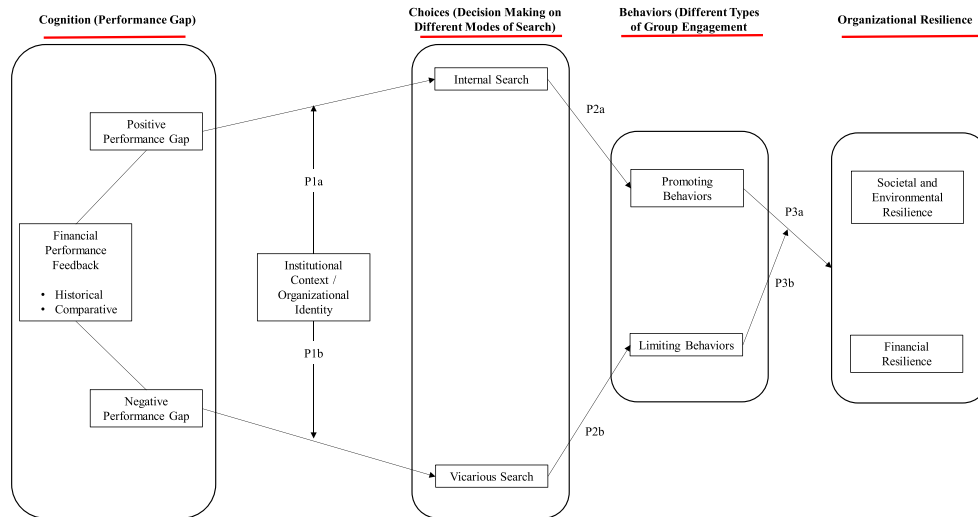 Cognition (Performance Gap)
Choices (Decision Making on
Different Modes of Search)
Behaviors (Different Types
of Group Engagement
Organizational Resilience
Positive
Performance Gap
Financial
Performance
Feedback
• Historical
• Comparative
Negative
Performance Gap
P1a
Institutional
Context /
Organizational
Identity
P1b
Internal Search
Vicarious Search
P2a
P2b
Promoting
Behaviors
Limiting Behaviors
P3a
P3b
Societal and
Environmental
Resilience
Financial
Resilience